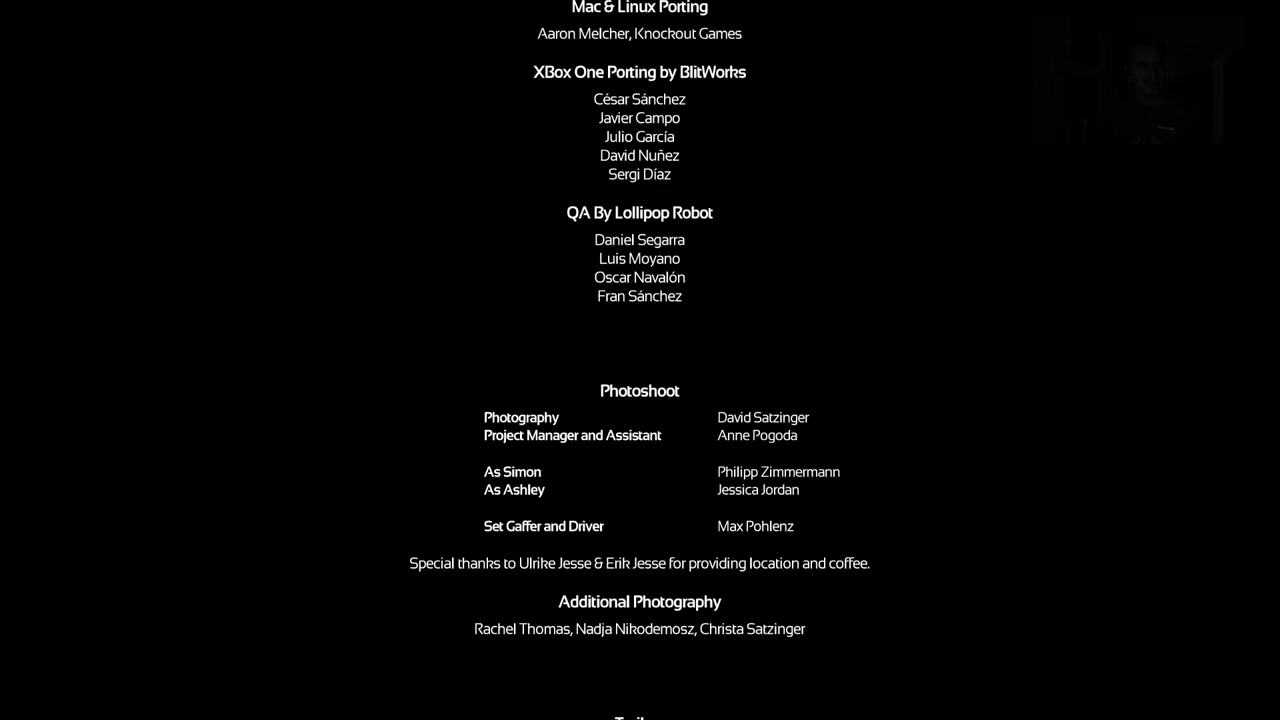 Mac & Linux Porting
Aaron Melcher, Knockout Games
XBox One Porting by BlitWorks
César Sánchez
Javier Campo
Julio García
David Nuñez
Sergi Díaz
QA By Lollipop Robot
Daniel Segarra
Luis Moyano
Oscar Navalón
Fran Sánchez
Photoshoot
Photography David Satzinger
Project Manager and Assistant Anne Pogoda
As Simon Philipp Zimmermann
As Ashley Jessica Jordan
Set Gaffer and Driver Max Pohlenz
Special thanks to Ulrike Jesse & Erik Jesse for providing location and coffee.
Additional Photography
Rachel Thomas, Nadja Nikodemosz, Christa Satzinger